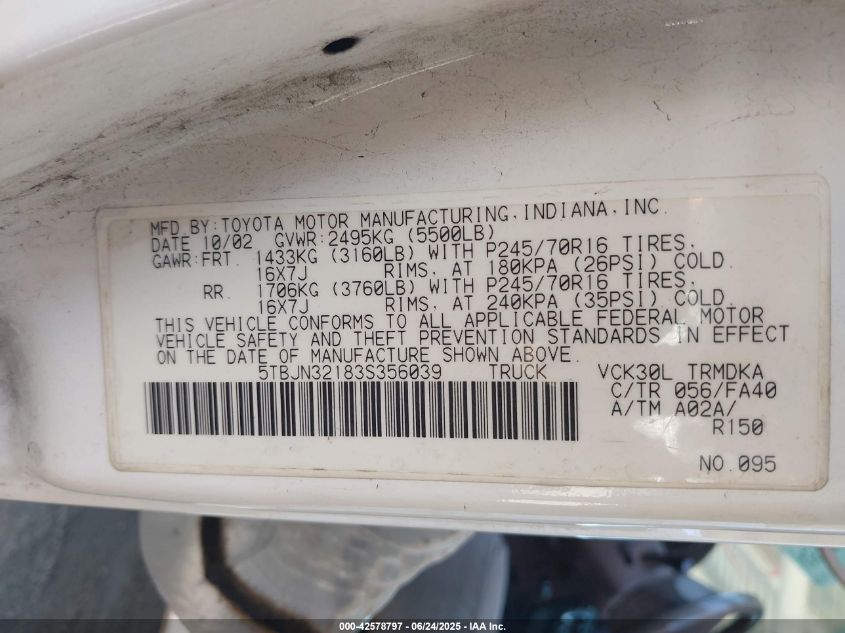 MFD.BY:TOYOTA MOTOR MANUFACTURING,INDIANA,INC.
DATE 10/02 GVWR:2495KG (5500LB)
GAWR:FRT. 1433KG (3160LB) WITH P245/70R16 TIRES,
16X7J RIMS, AT 180KPA (26PSI) COLD.
RR. 1706KG (3760LB) WITH P245/70R16 TIRES,
16X7J RIMS, AT 240KPA (35PSI) COLD.
THIS VEHICLE CONFORMS TO ALL APPLICABLE FEDERAL MOTOR
VEHICLE SAFETY AND THEFT PREVENTION STANDARDS IN EFFECT
ON THE DATE OF MANUFACTURE SHOWN ABOVE.
5TBJN32183S356039 TRUCK VCK30L TRMDKA
C/TR 056/FA40
A/TM A02A/
R150
NO.095
000-42578797 - 06/24/2025 - IAA Inc.